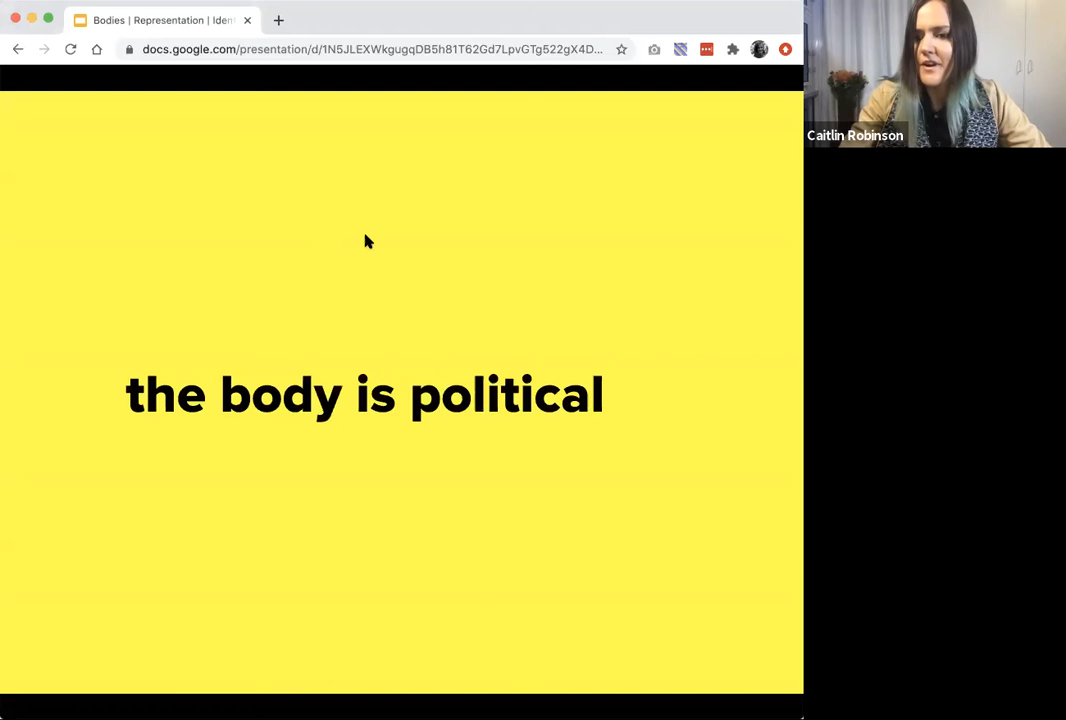 Bodies | Representation | Iden
docs.google.com/presentation/d/1N5JLEXWkgugqDB5h81T62Gd7LpvGTg522gX4D...
Caitlin Robinson
the body is political